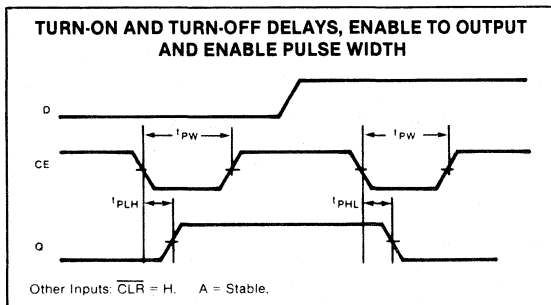 TURN-ON AND TURN-OFF DELAYS, ENABLE TO OUTPUT
AND ENABLE PULSE WIDTH
D
tPW
tPW
CE
tPLH
tPHL
Q
Other Inputs: CLR = H. A = Stable.